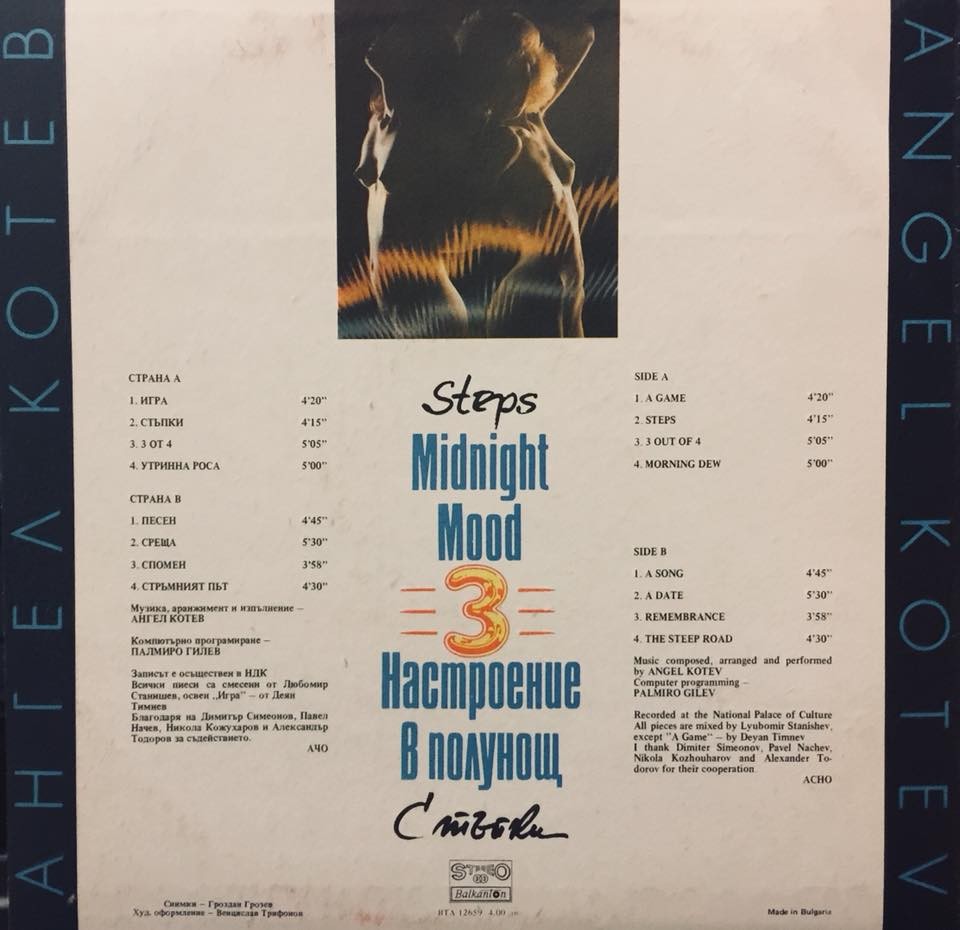 АНГЕЛ КОТЕВ
СТРАНА А
1. ИГРА 4'20"
2. СТЪПКИ 4'15"
3. 3 ОТ 4 5'05"
4. УТРИННА РОСА 5'00"
СТРАНА В
1. ПЕСЕН 4'45"
2. СРЕЩА 5'30"
3. СПОМЕН 3'58"
4. СТРЪМНИЯТ ПЪТ 4'30"
Музика, аранжимент и изпълнение –
АНГЕЛ КОТЕВ
Компютърно програмиране –
ПАЛМИРО ГИЛЕВ
Записът е осъществен в НДК
Всички пиеси са смесени от Любомир
Станишев, освен „Игра" – от Деян
Тимнев
Благодаря на Димитър Симеонов, Павел
Начев, Никола Кожухаров и Александър
Тодоров за съдействието.
АЧО
Снимки – Гроздан Грозев
Худ. оформление – Венцислав Трифонов
Steps
Midnight
Mood
3
Настроение
В полунощ
Стъпки
STEREO
Balkanton
ВТА 12659 4.00 лв
SIDE A
1. A GAME 4'20"
2. STEPS 4'15"
3. 3 OUT OF 4 5'05"
4. MORNING DEW 5'00"
SIDE B
1. A SONG 4'45"
2. A DATE 5'30"
3. REMEMBRANCE 3'58"
4. THE STEEP ROAD 4'30"
Music composed, arranged and performed
by ANGEL KOTEV
Computer programming –
PALMIRO GILEV
Recorded at the National Palace of Culture
All pieces are mixed by Lyubomir Stanishev,
except "A Game" – by Deyan Timnev
I thank Dimiter Simeonov, Pavel Nachev,
Nikola Kozhouharov and Alexander To-
dorov for their cooperation.
ACHO
Made in Bulgaria
ANGEL KOTEV